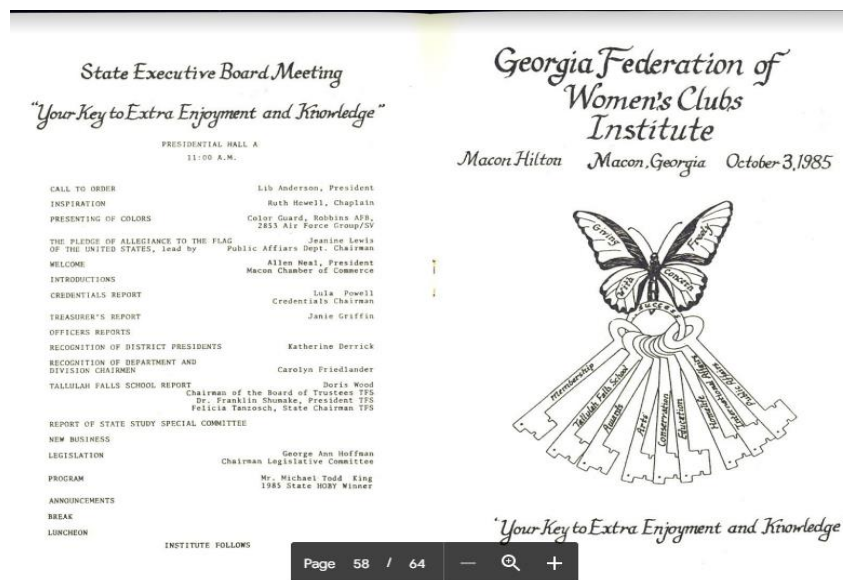 State Executive Board Meeting
"Your Key to Extra Enjoyment and Knowledge"
PRESIDENTIAL HALL A
11:00 A.M.
CALL TO ORDER Lib Anderson, President
INSPIRATION Ruth Howell, Chaplain
PRESENTING OF COLORS Color Guard, Robbins AFB,
2853 Air Force Group/SV
THE PLEDGE OF ALLEGIANCE TO THE FLAG Jeanine Lewis
OF THE UNITED STATES, lead by Public Affiars Dept. Chairman
WELCOME Allen Neal, President
Macon Chamber of Commerce
INTRODUCTIONS
CREDENTIALS REPORT Lula Powell
Credentials Chairman
TREASURER'S REPORT Janie Griffin
OFFICERS REPORTS
RECOGNITION OF DISTRICT PRESIDENTS Katherine Derrick
RECOGNITION OF DEPARTMENT AND
DIVISION CHAIRMEN Carolyn Friedlander
TALLULAH FALLS SCHOOL REPORT Doris Wood
Chairman of the Board of Trustees TFS
Dr. Franklin Shumake, President TFS
Felicia Tanzosch, State Chairman TFS
REPORT OF STATE STUDY SPECIAL COMMITTEE
NEW BUSINESS
LEGISLATION George Ann Hoffman
Chairman Legislative Committee
PROGRAM Mr. Michael Todd King
1985 State HOBY Winner
ANNOUNCEMENTS
BREAK
LUNCHEON
INSTITUTE FOLLOWS
Georgia Federation of
Women's Clubs
Institute
Macon Hilton Macon, Georgia October 3, 1985
Giving
Freely
With
Concern
Success
Membership
Tallulah Falls School
Awards
Arts
Conservation
Education
Homelife
International Affairs
Public Affairs
"Your Key to Extra Enjoyment and Knowledge
Page 58 / 64